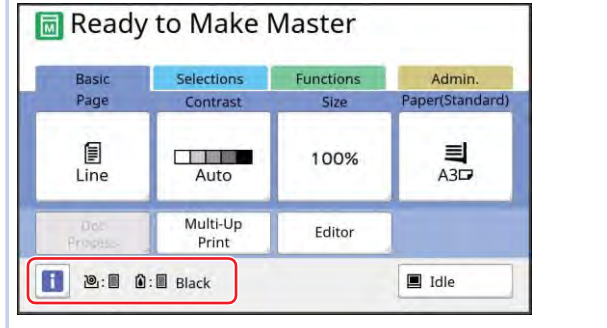 M Ready to Make Master
Basic Selections Functions Admin.
Page Contrast Size Paper(Standard)
Line Auto 100% A3
Dot Process Multi-Up Print Editor
i : : Black Idle